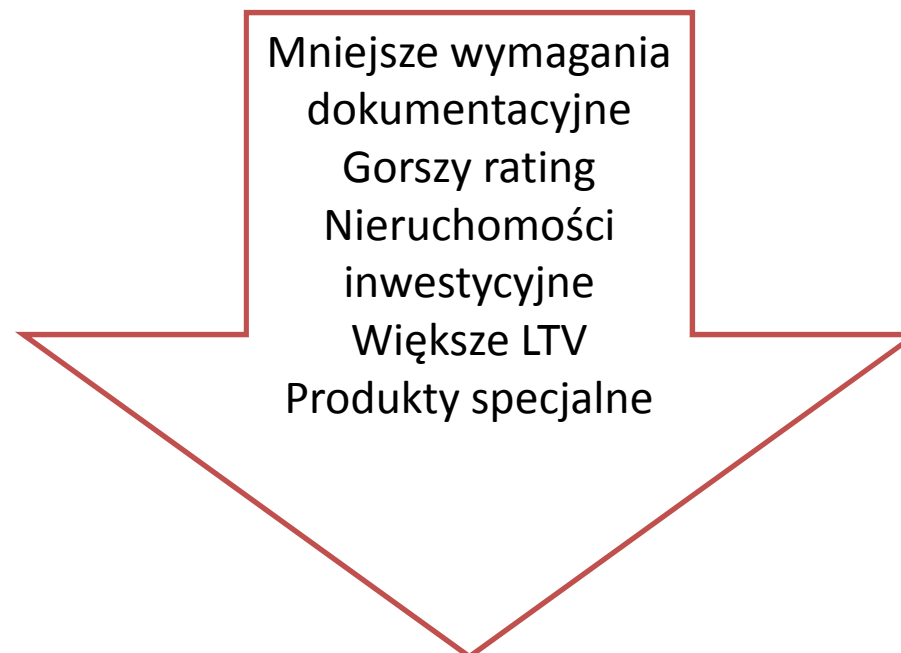 Mniejsze wymagania
dokumentacyjne
Gorszy rating
Nieruchomości
inwestycyjne
Większe LTV
Produkty specjalne